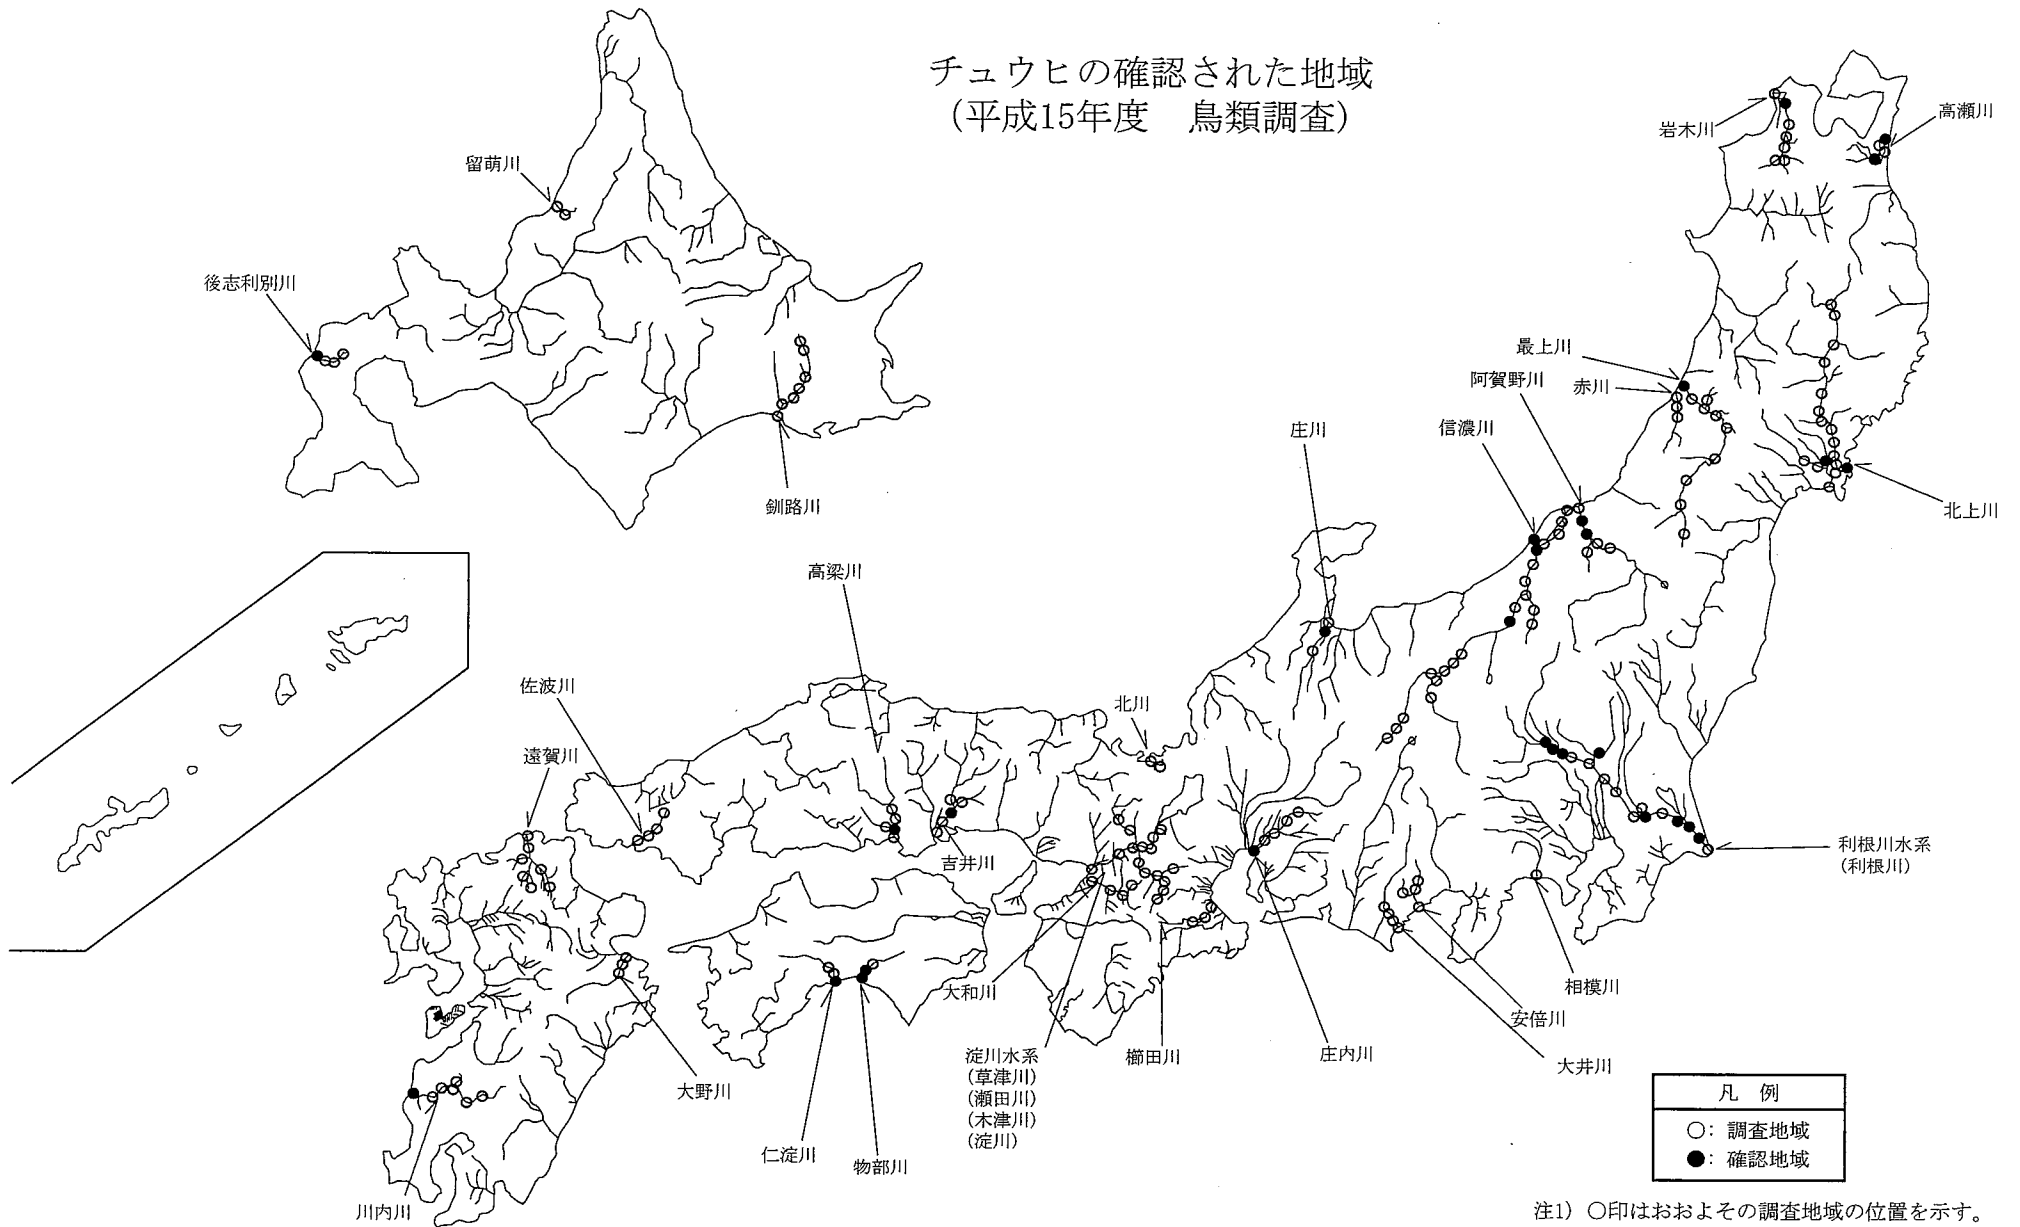 チュウヒの確認された地域
(平成15年度　鳥類調査)
岩木川
高瀬川
留萌川
後志利別川
最上川
阿賀野川
赤川
庄川
信濃川
釧路川
北上川
高梁川
佐波川
北川
遠賀川
吉井川
利根川水系
(利根川)
大和川
相模川
安倍川
淀川水系
(草津川)
(瀬田川)
(木津川)
(淀川)
櫛田川
庄内川
大井川
大野川
仁淀川
物部川
川内川
凡　例
○：調査地域
●：確認地域
注1) ○印はおおよその調査地域の位置を示す。